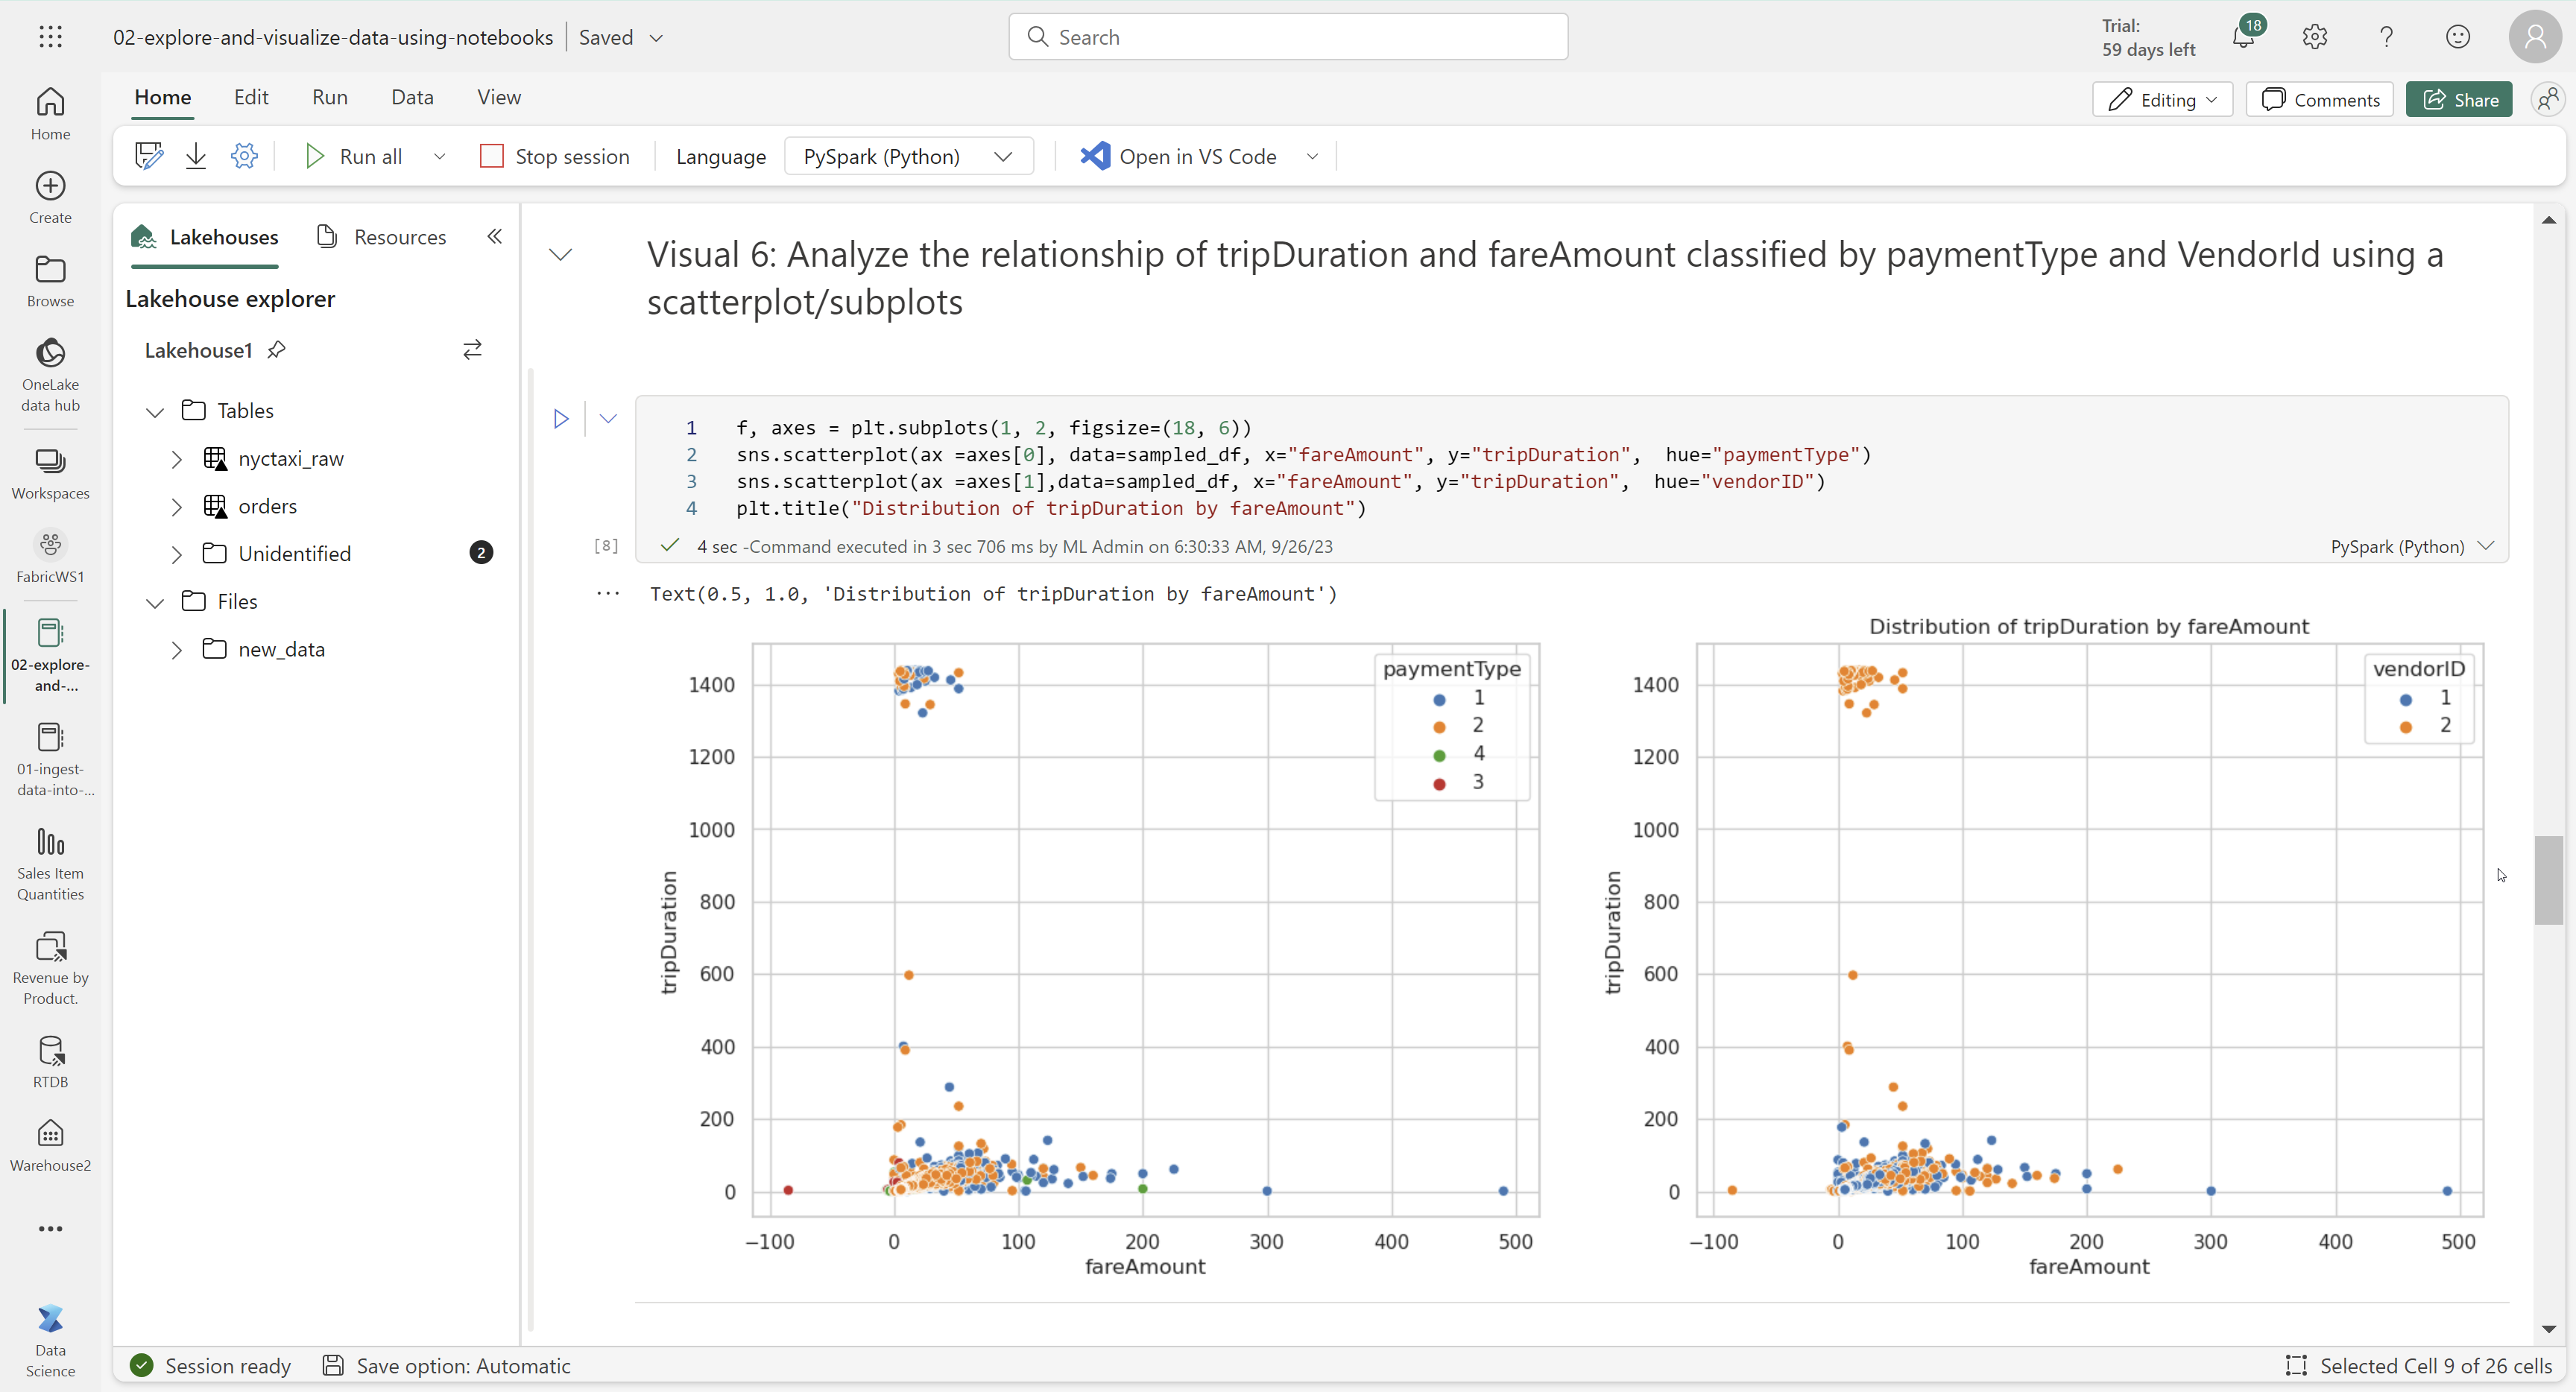 02-explore-and-visualize-data-using-notebooks Saved
Search
Trial:
59 days left
18
Home Edit Run Data View
Editing Comments Share
Run all Stop session Language PySpark (Python) Open in VS Code
Home
Create
Browse
OneLake
data hub
Workspaces
FabricWS1
02-explore-
and-...
01-ingest-
data-into-...
Sales Item
Quantities
Revenue by
Product.
RTDB
Warehouse2
Data
Science
Lakehouses Resources
Lakehouse explorer
Lakehouse1
Tables
nyctaxi_raw
orders
Unidentified 2
Files
new_data
Visual 6: Analyze the relationship of tripDuration and fareAmount classified by paymentType and VendorId using a
scatterplot/subplots
1 f, axes = plt.subplots(1, 2, figsize=(18, 6))
2 sns.scatterplot(ax =axes[0], data=sampled_df, x="fareAmount", y="tripDuration",  hue="paymentType")
3 sns.scatterplot(ax =axes[1],data=sampled_df, x="fareAmount", y="tripDuration",  hue="vendorID")
4 plt.title("Distribution of tripDuration by fareAmount")
[8] 4 sec -Command executed in 3 sec 706 ms by ML Admin on 6:30:33 AM, 9/26/23 PySpark (Python)
Text(0.5, 1.0, 'Distribution of tripDuration by fareAmount')
paymentType
1
2
4
3
1400
1200
1000
800
600
400
200
0
tripDuration
−100 0 100 200 300 400 500
fareAmount
Distribution of tripDuration by fareAmount
vendorID
1
2
1400
1200
1000
800
600
400
200
0
tripDuration
−100 0 100 200 300 400 500
fareAmount
Session ready Save option: Automatic Selected Cell 9 of 26 cells